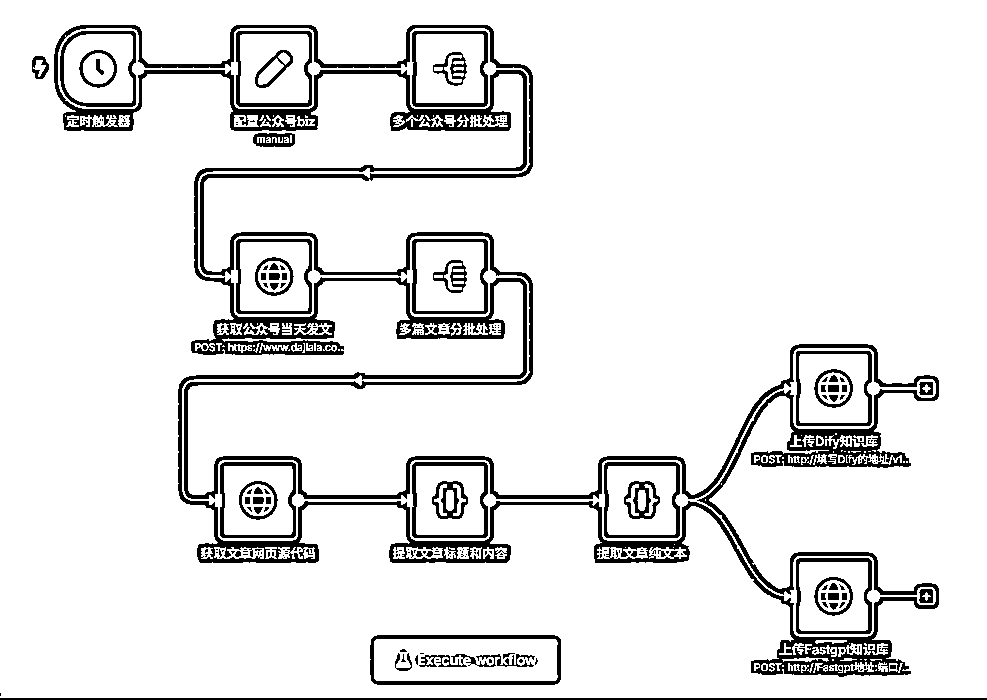 定时触发器
配置公众号biz
manual
多个公众号分批处理
获取公众号当天发文
POST: https://www.dajiala.co...
多篇文章分批处理
获取文章网页源代码
提取文章标题和内容
提取文章纯文本
上传Dify知识库
POST: http://填写Dify的地址/v1...
上传Fastgpt知识库
POST: http://Fastgpt地址:端口/...
Execute workflow